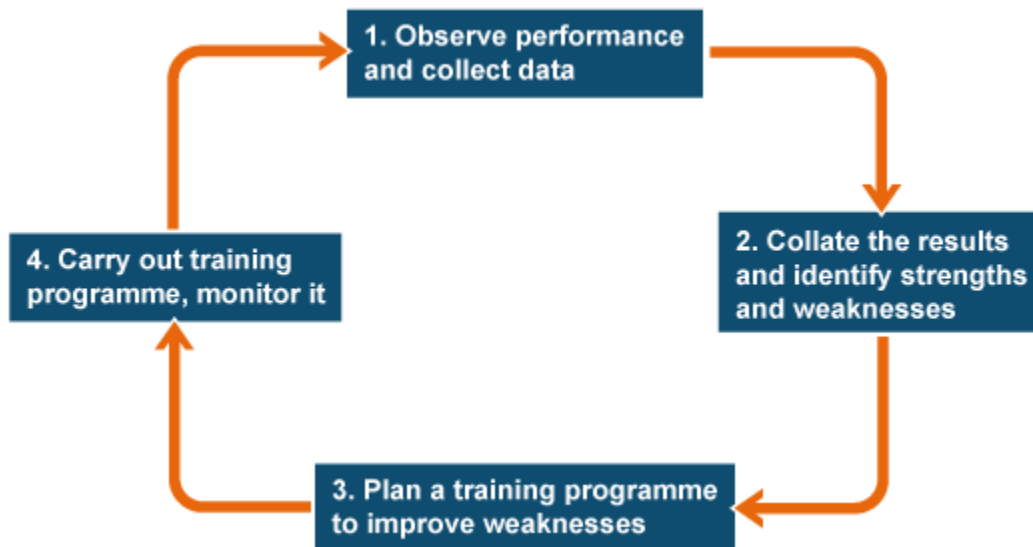 1. Observe performance
and collect data
2. Collate the results
and identify strengths
and weaknesses
3. Plan a training programme
to improve weaknesses
4. Carry out training
programme, monitor it